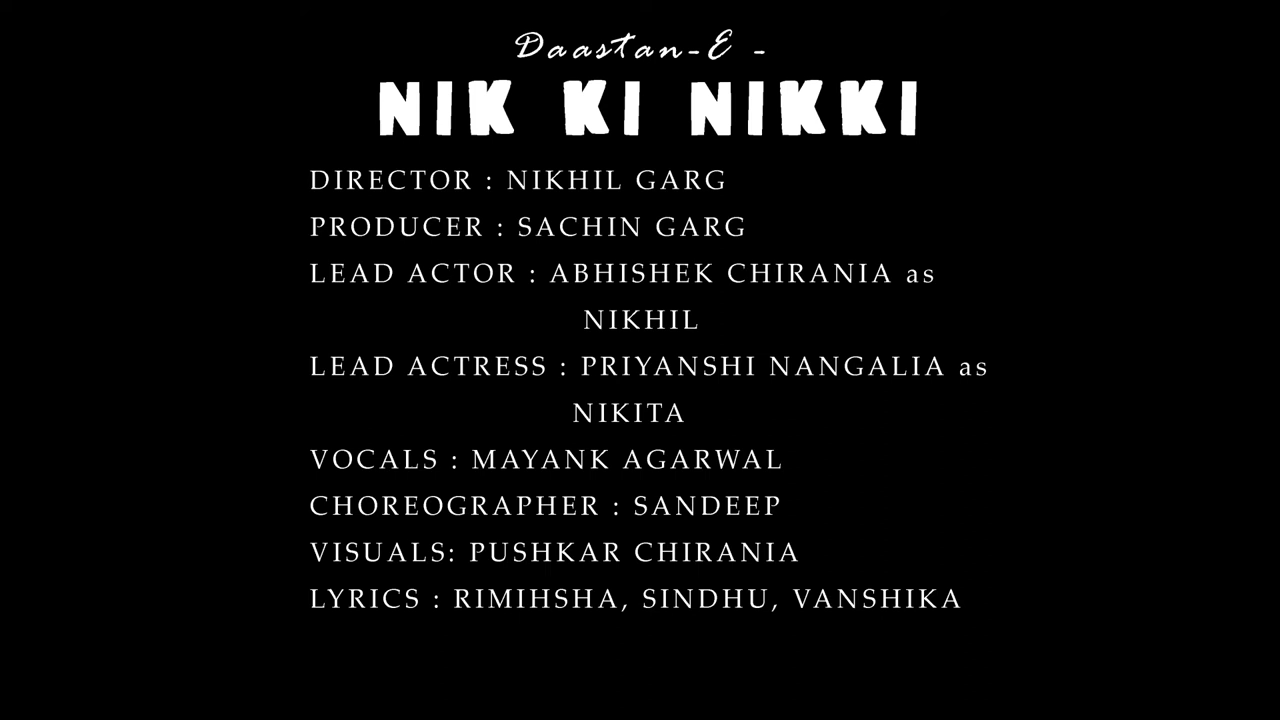 Daastan-E -
NIK KI NIKKI
DIRECTOR : NIKHIL GARG
PRODUCER : SACHIN GARG
LEAD ACTOR : ABHISHEK CHIRANIA as
NIKHIL
LEAD ACTRESS : PRIYANSHI NANGALIA as
NIKITA
VOCALS : MAYANK AGARWAL
CHOREOGRAPHER : SANDEEP
VISUALS: PUSHKAR CHIRANIA
LYRICS : RIMIHSHA, SINDHU, VANSHIKA